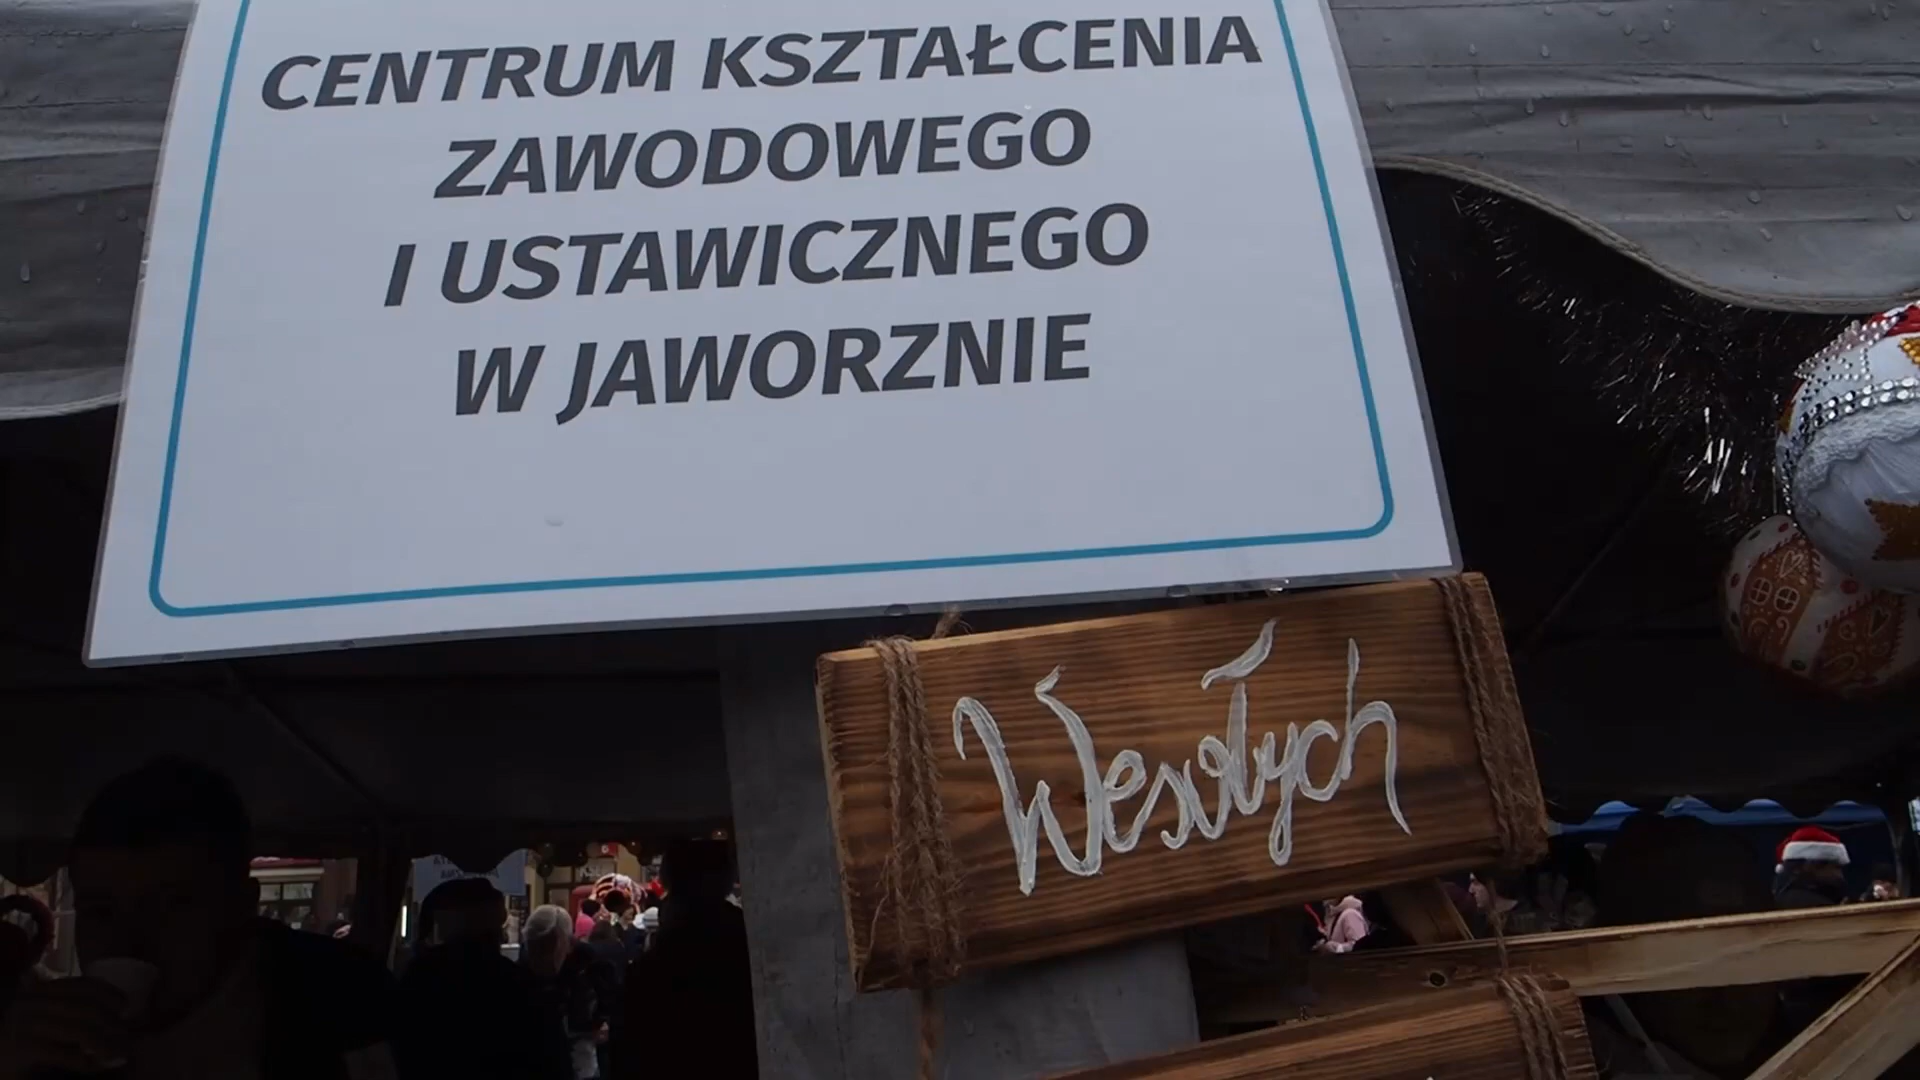 CENTRUM KSZTAŁCENIA
ZAWODOWEGO
I USTAWICZNEGO
W JAWORZNIE
Wesołych